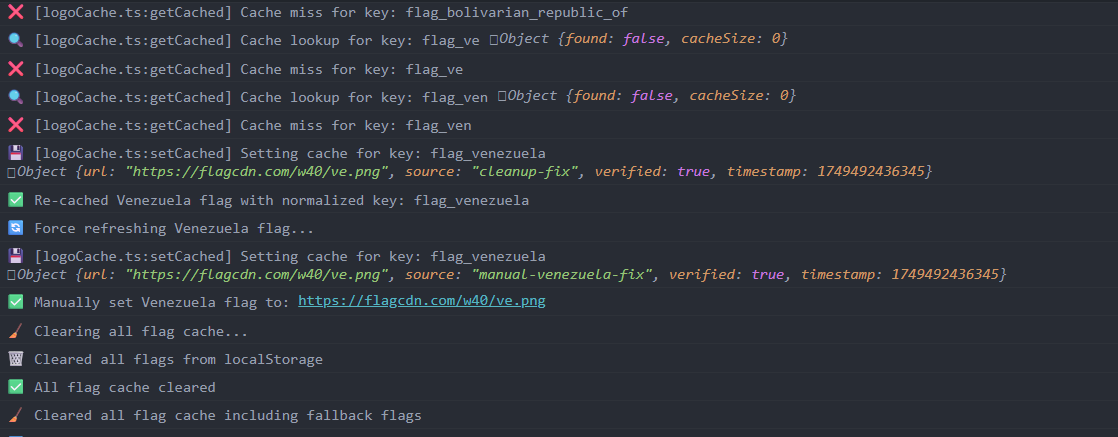 ❌ [logoCache.ts:getCached] Cache miss for key: flag_bolivarian_republic_of
🔍 [logoCache.ts:getCached] Cache lookup for key: flag_ve Object {found: false, cacheSize: 0}
❌ [logoCache.ts:getCached] Cache miss for key: flag_ve
🔍 [logoCache.ts:getCached] Cache lookup for key: flag_ven Object {found: false, cacheSize: 0}
❌ [logoCache.ts:getCached] Cache miss for key: flag_ven
💾 [logoCache.ts:setCached] Setting cache for key: flag_venezuela
Object {url: "https://flagcdn.com/w40/ve.png", source: "cleanup-fix", verified: true, timestamp: 1749492436345}
✅ Re-cached Venezuela flag with normalized key: flag_venezuela
🔄 Force refreshing Venezuela flag...
💾 [logoCache.ts:setCached] Setting cache for key: flag_venezuela
Object {url: "https://flagcdn.com/w40/ve.png", source: "manual-venezuela-fix", verified: true, timestamp: 1749492436345}
✅ Manually set Venezuela flag to: https://flagcdn.com/w40/ve.png
🧹 Clearing all flag cache...
🗑️ Cleared all flags from localStorage
✅ All flag cache cleared
🧹 Cleared all flag cache including fallback flags